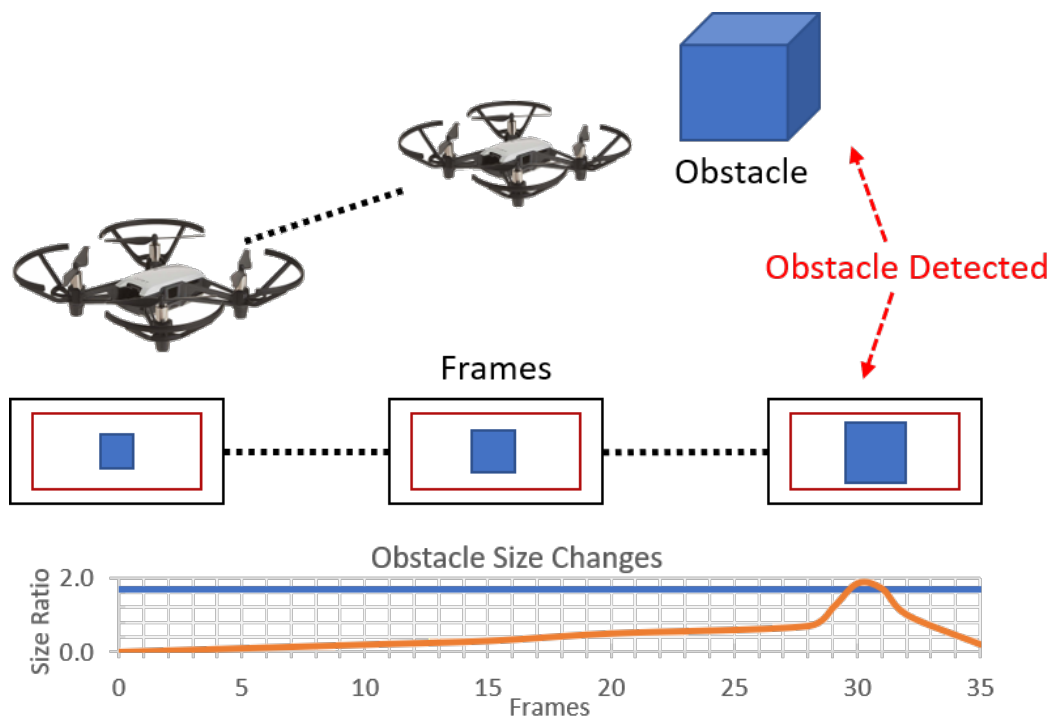 Obstacle
Obstacle Detected
Frames
Obstacle Size Changes
Size Ratio
2.0
0.0
0 5 10 15 20 25 30 35
Frames